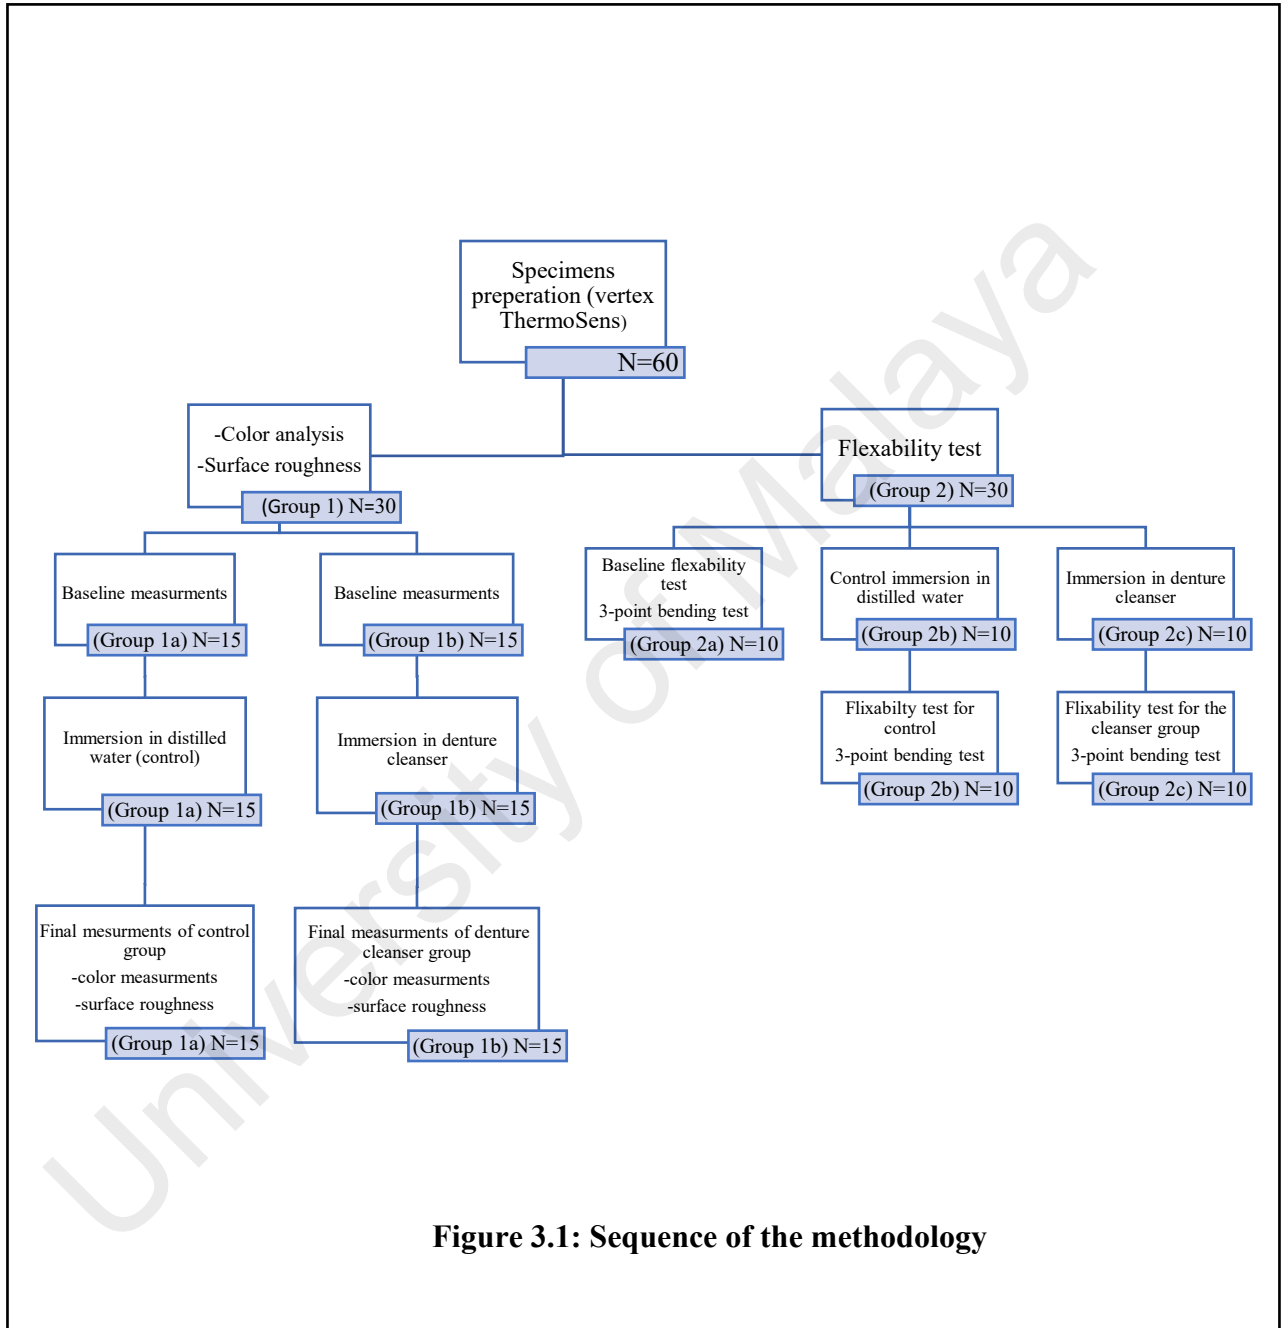 Specimens
preperation (vertex
ThermoSens)
N=60
-Color analysis
-Surface roughness
(Group 1) N=30
Flexability test
(Group 2) N=30
Baseline measurments
(Group 1a) N=15
Baseline measurments
(Group 1b) N=15
Baseline flexability
test
3-point bending test
(Group 2a) N=10
Control immersion in
distilled water
(Group 2b) N=10
Immersion in denture
cleanser
(Group 2c) N=10
Immersion in distilled
water (control)
(Group 1a) N=15
Immersion in denture
cleanser
(Group 1b) N=15
Flixabilty test for
control
3-point bending test
(Group 2b) N=10
Flixability test for the
cleanser group
3-point bending test
(Group 2c) N=10
Final mesurments of control
group
-color measurments
-surface roughness
(Group 1a) N=15
Final measurments of denture
cleanser group
-color measurments
-surface roughness
(Group 1b) N=15
University of Malaya
Figure 3.1: Sequence of the methodology